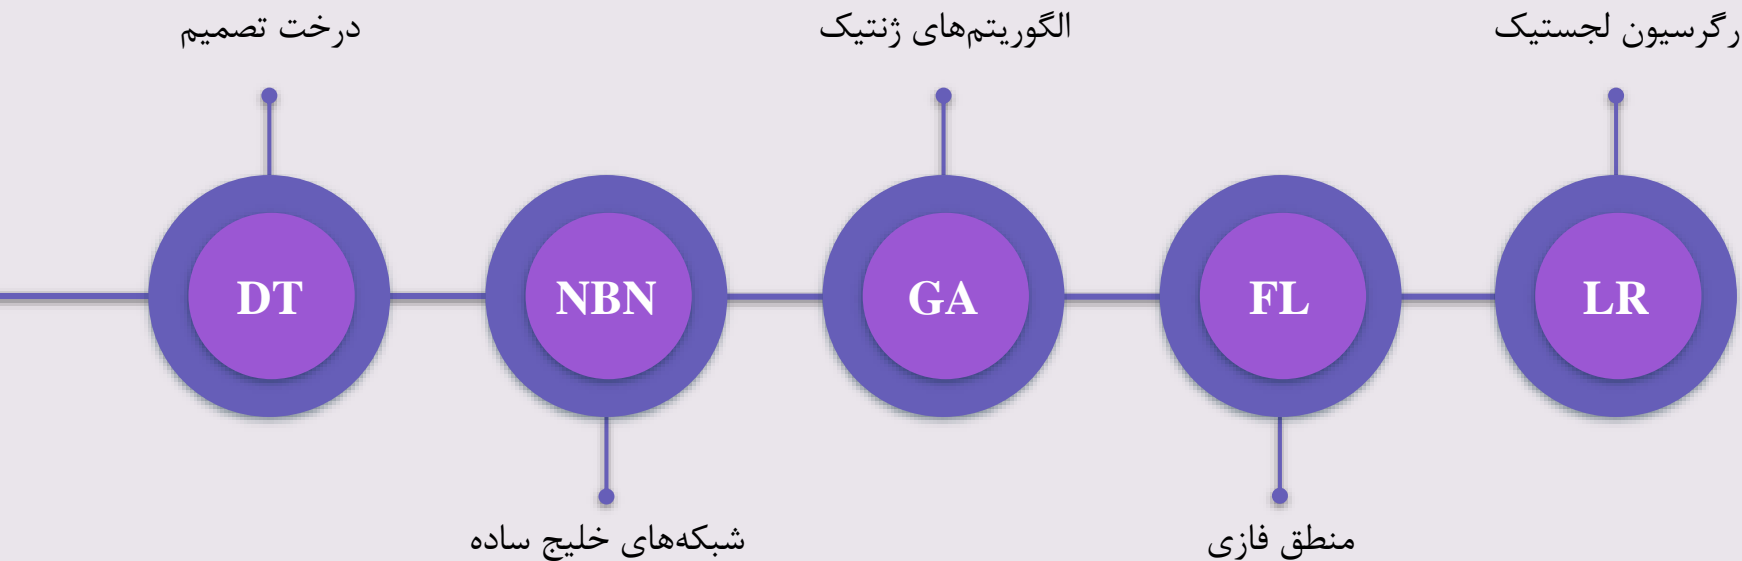 رگرسیون لجستیک
الگوریتم‌های ژنتیک
درخت تصمیم
LR
FL
GA
NBN
DT
منطق فازی
شبکه‌های خلیج ساده